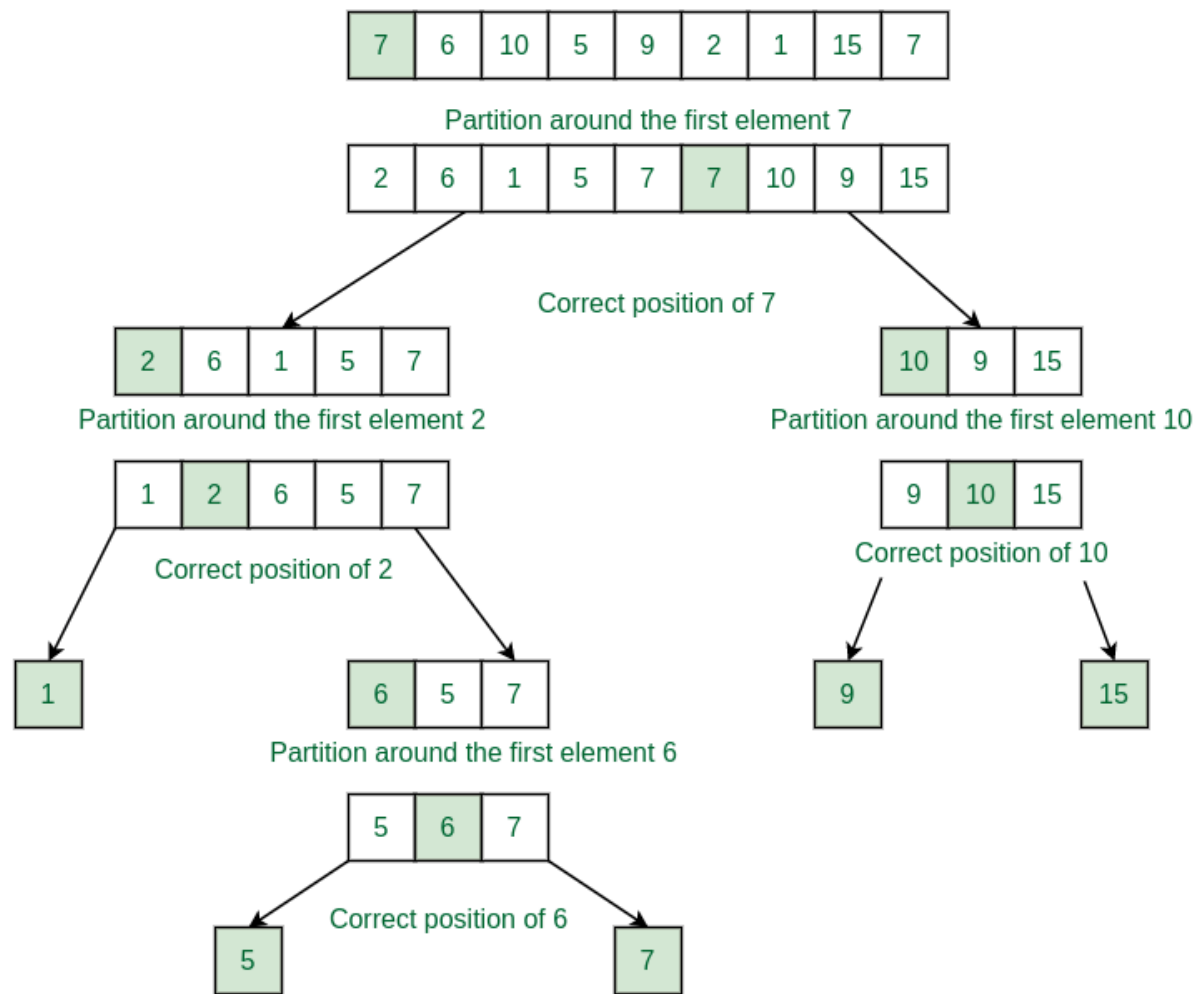 7 6 10 5 9 2 1 15 7
Partition around the first element 7
2 6 1 5 7 7 10 9 15
Correct position of 7
2 6 1 5 7
10 9 15
Partition around the first element 2
Partition around the first element 10
1 2 6 5 7
9 10 15
Correct position of 2
Correct position of 10
1
6 5 7
9
15
Partition around the first element 6
5 6 7
Correct position of 6
5
7